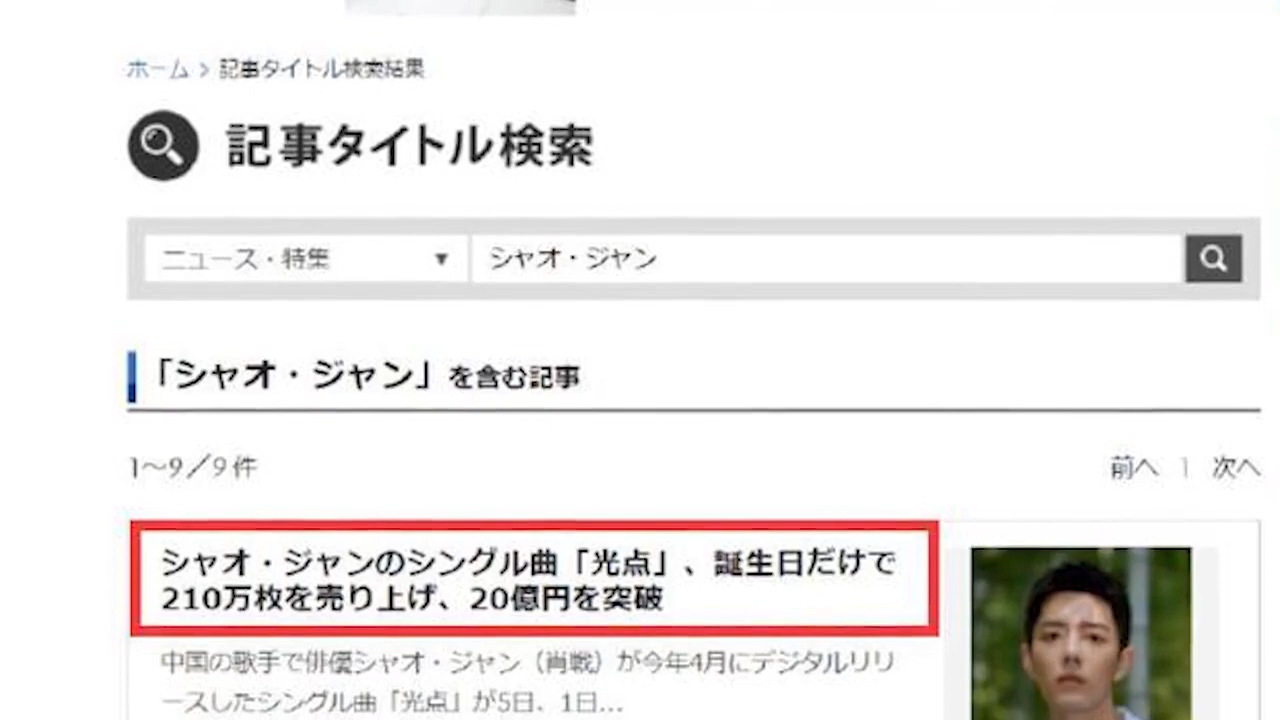 ホーム > 記事タイトル検索結果
記事タイトル検索
ニュース・特集 ▼ シャオ・ジャン
「シャオ・ジャン」を含む記事
1〜9／9件 前へ | 次へ
シャオ・ジャンのシングル曲「光点」、誕生日だけで
210万枚を売り上げ、20億円を突破
中国の歌手で俳優シャオ・ジャン（肖戦）が今年4月にデジタルリリ
ースしたシングル曲「光点」が5日、1日...